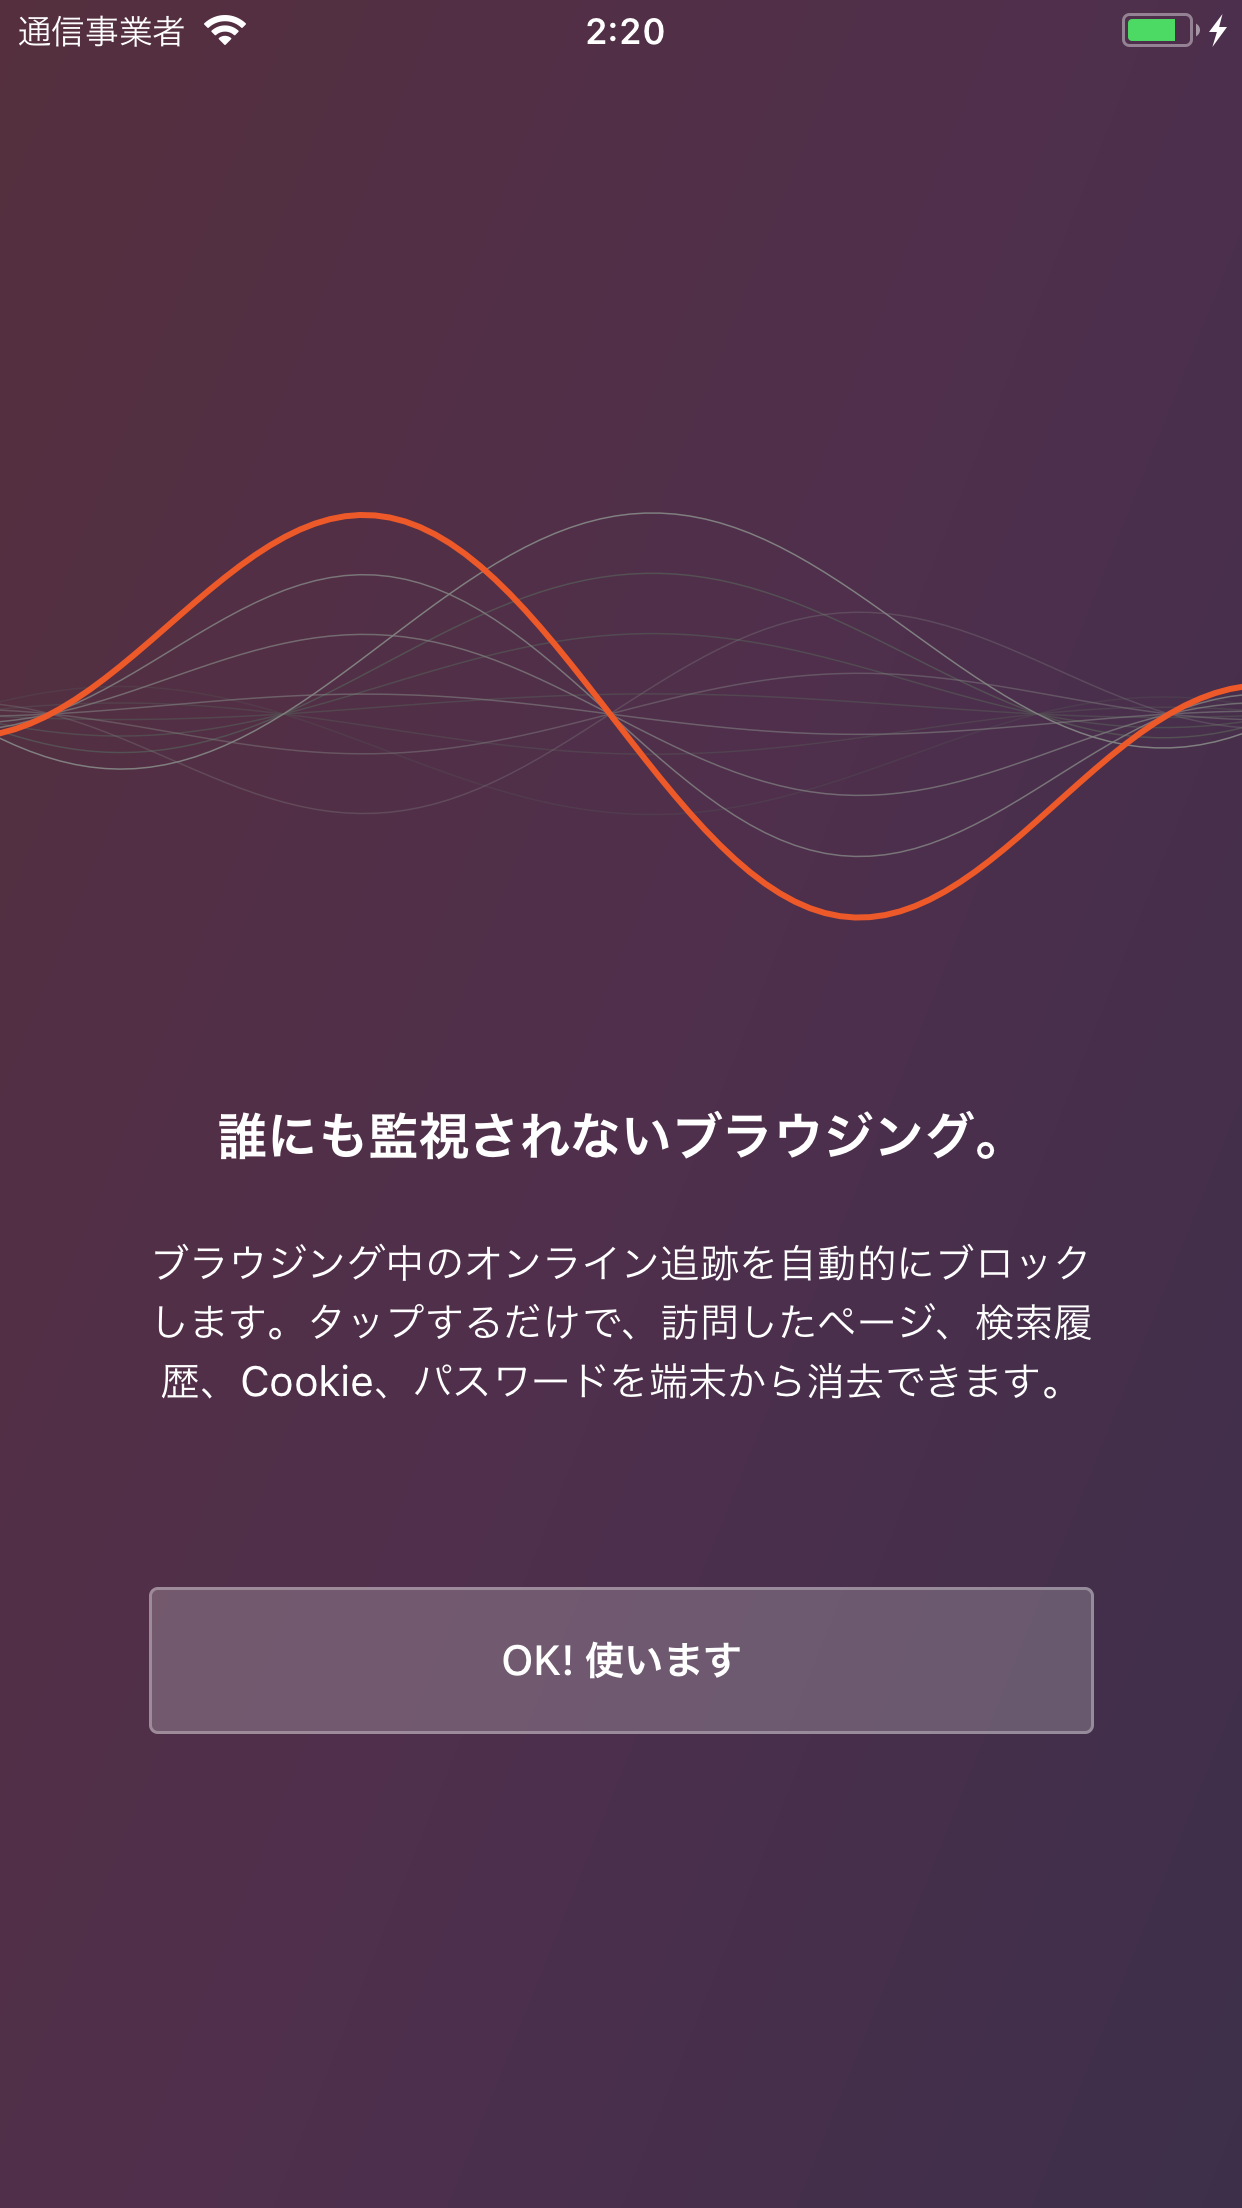 通信事業者 2:20
誰にも監視されないブラウジング。
ブラウジング中のオンライン追跡を自動的にブロック
します。タップするだけで、訪問したページ、検索履
歴、Cookie、パスワードを端末から消去できます。
OK! 使います